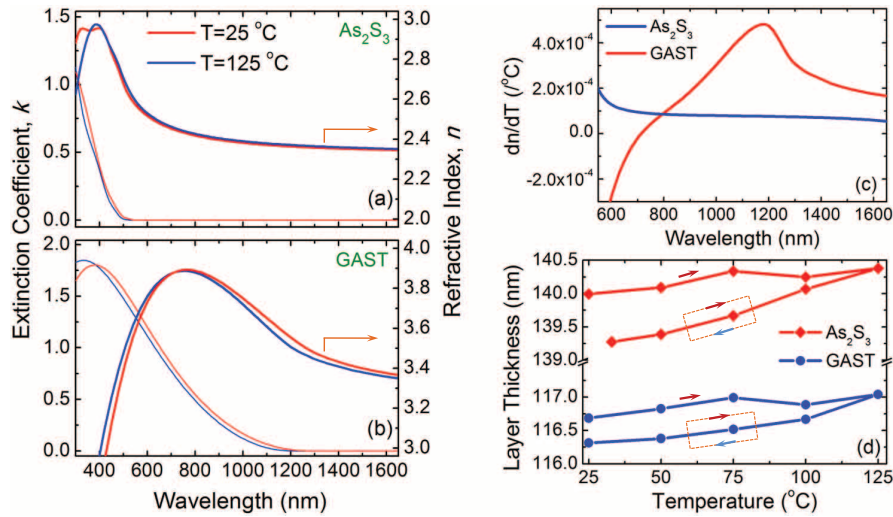 1.5
1.0
0.5
0.0
T=25 °C
T=125 °C
As₂S₃
(a)
3.0
2.8
2.6
2.4
2.2
2.0
2.0
1.5
1.0
0.5
0.0
GAST
(b)
4.0
3.8
3.6
3.4
3.2
3.0
Extinction Coefficient, k
Refractive Index, n
400 600 800 1000 1200 1400 1600
Wavelength (nm)
As₂S₃
GAST
4.0x10⁻⁴
2.0x10⁻⁴
0.0
-2.0x10⁻⁴
dn/dT (/°C)
(c)
600 800 1000 1200 1400 1600
Wavelength (nm)
140.5
140.0
139.5
139.0
117.0
116.5
116.0
Layer Thickness (nm)
As₂S₃
GAST
(d)
25 50 75 100 125
Temperature (°C)